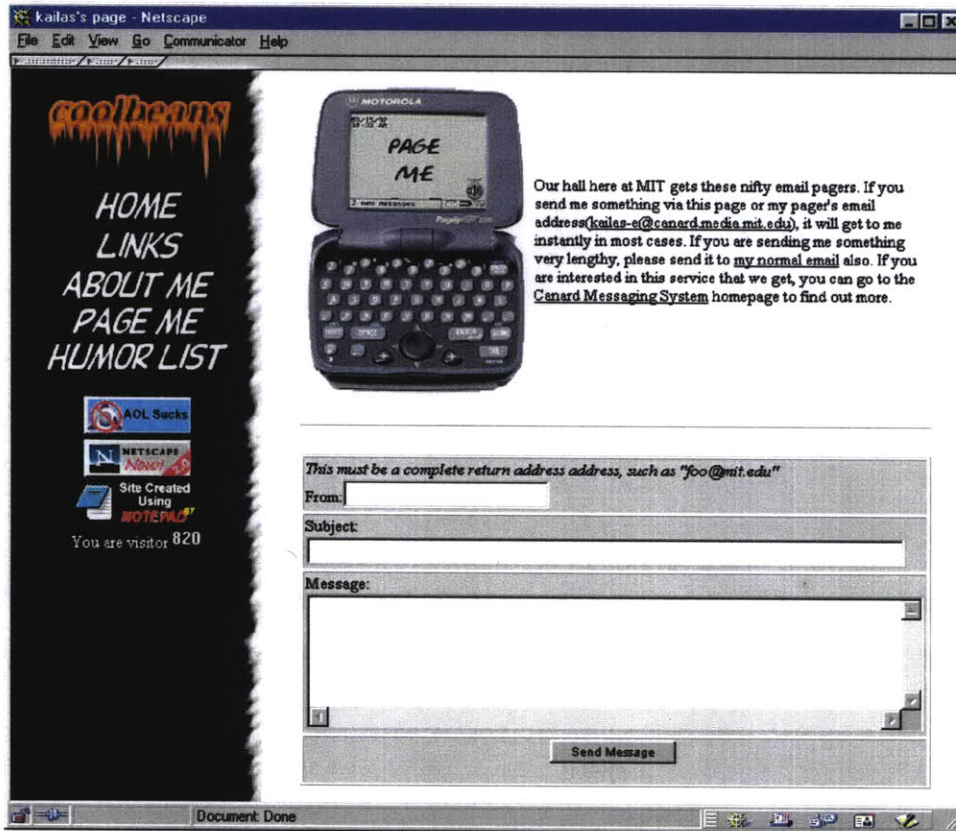 kailas's page - Netscape
File Edit View Go Communicator Help
coolbeans
HOME
LINKS
ABOUT ME
PAGE ME
HUMOR LIST
AOL Sucks
N NETSCAPE
Now!
Site Created
Using
NOTEPAD
You are visitor 820
MOTOROLA
PAGE
ME
2 new messages
Our hall here at MIT gets these nifty email pagers. If you
send me something via this page or my pager's email
address(kailas-e@canard.media.mit.edu), it will get to me
instantly in most cases. If you are sending me something
very lengthy, please send it to my normal email also. If you
are interested in this service that we get, you can go to the
Canard Messaging System homepage to find out more.
This must be a complete return address address, such as "foo@mit.edu"
From:
Subject:
Message:
Send Message
Document: Done